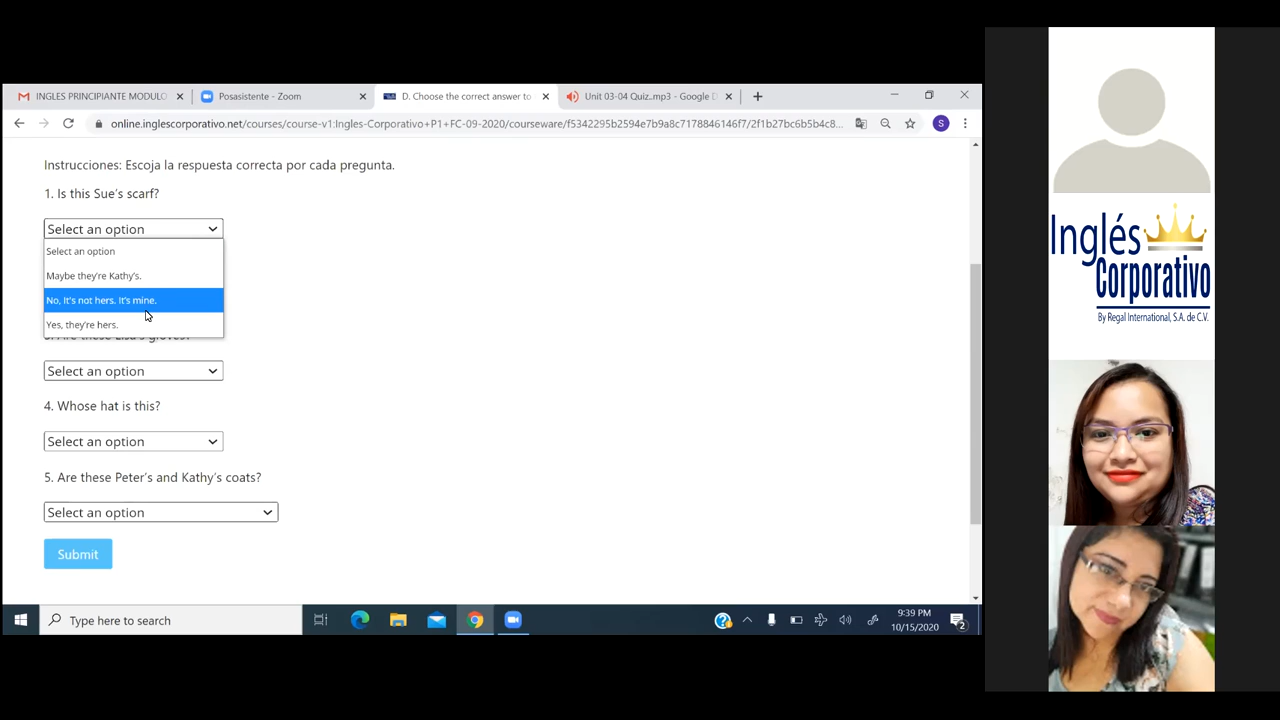 INGLES PRINCIPIANTE MODULO
Posasistente - Zoom
D. Choose the correct answer to
Unit 03-04 Quiz..mp3 - Google D
online.inglescorporativo.net/courses/course-v1:Ingles-Corporativo+P1+FC-09-2020/courseware/f5342295b2594e7b9a8c7178846146f7/2f1b27bc6b5b4c8...
S
Instrucciones: Escoja la respuesta correcta por cada pregunta.
1. Is this Sue's scarf?
Select an option
Select an option
Maybe they're Kathy's.
No, It's not hers. It's mine.
Yes, they're hers.
Select an option
4. Whose hat is this?
Select an option
5. Are these Peter's and Kathy's coats?
Select an option
Submit
Type here to search
9:39 PM
10/15/2020
2
Inglés
Corporativo
By Regal International, S.A. de C.V.